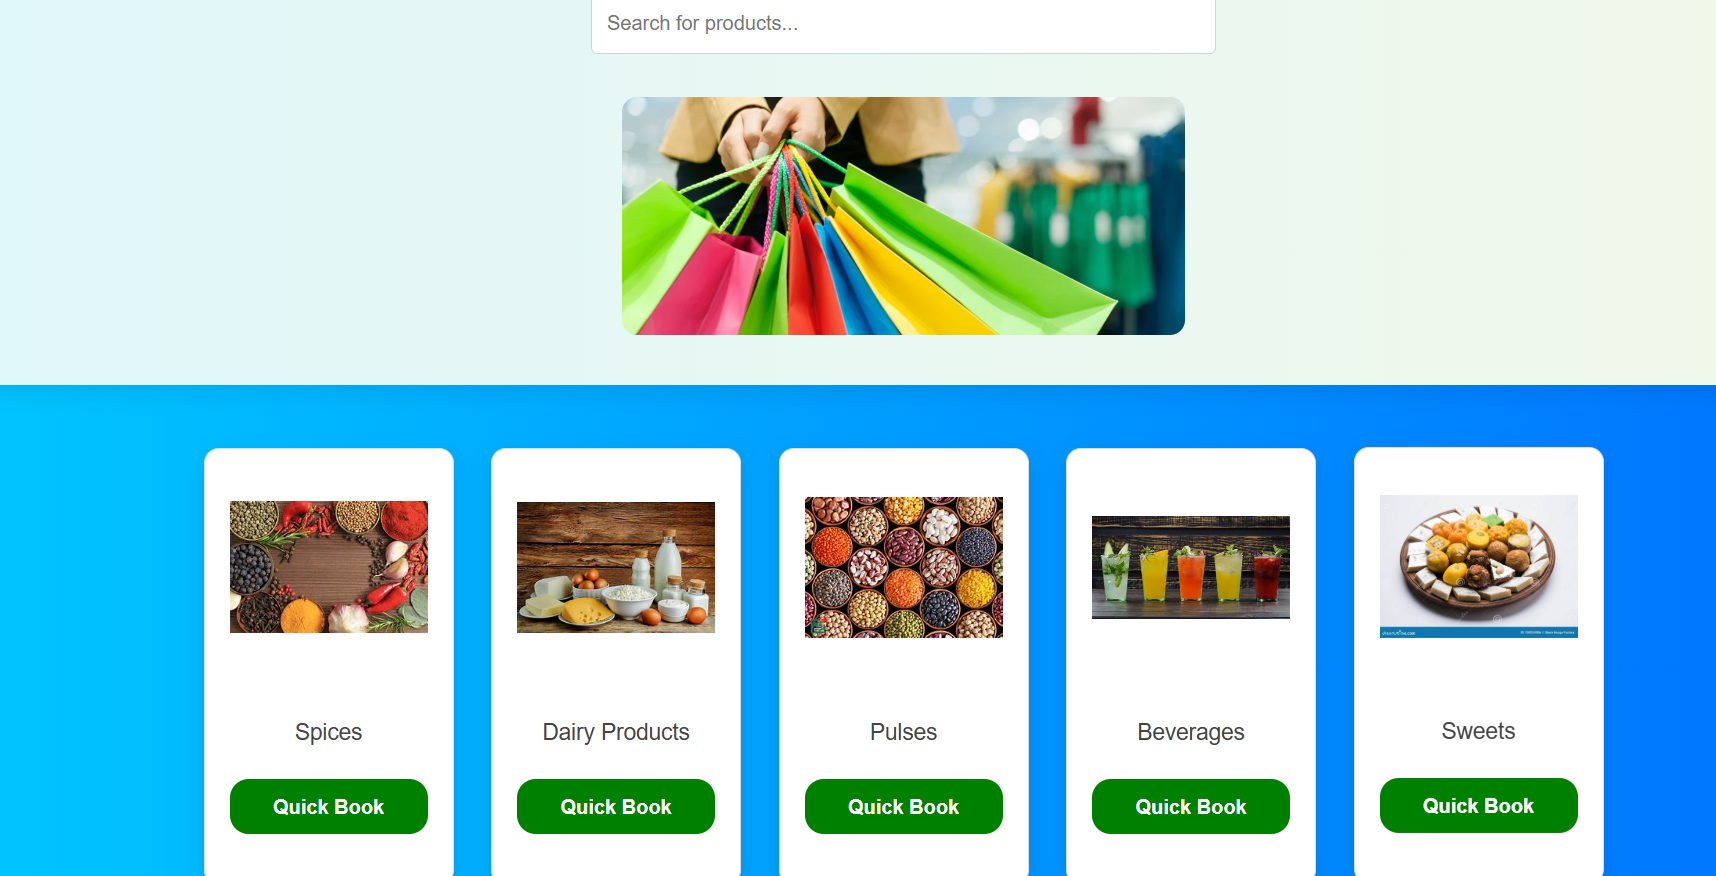 Search for products...
Spices
Dairy Products
Pulses
Beverages
Sweets
Quick Book
Quick Book
Quick Book
Quick Book
Quick Book